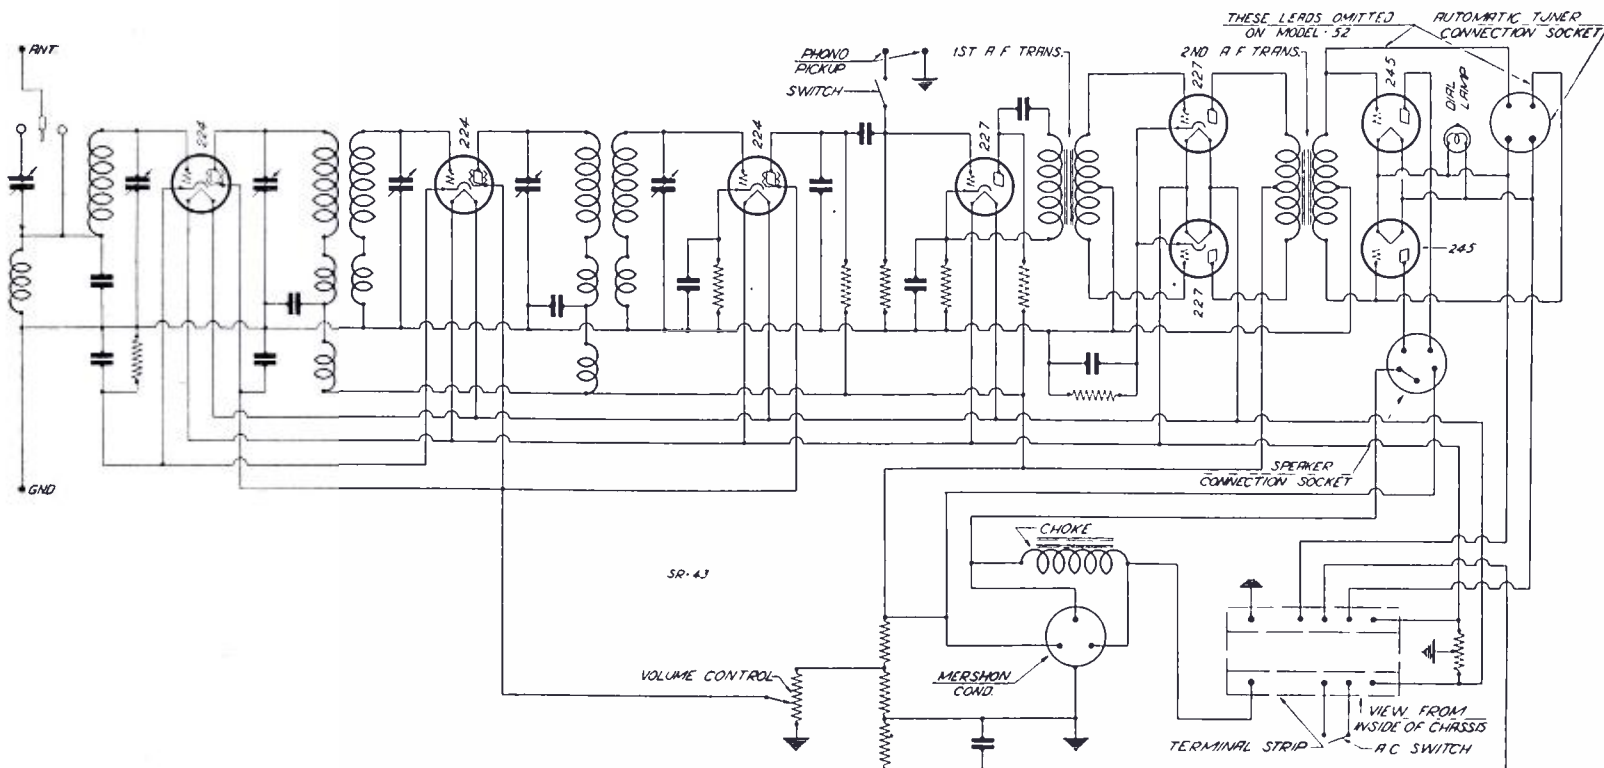 THESE LEADS OMITTED
ON MODEL-52
AUTOMATIC TUNER
CONNECTION SOCKET
ANT.
PHONO
PICKUP
SWITCH
1ST A F TRANS.
2ND A F TRANS.
227
245
DIAL
LAMP
224
224
224
227
227
245
GND
SPEAKER
CONNECTION SOCKET
CHOKE
SR-43
VOLUME CONTROL
MERSHON
COND.
VIEW FROM
INSIDE OF CHASSIS
TERMINAL STRIP
A C SWITCH